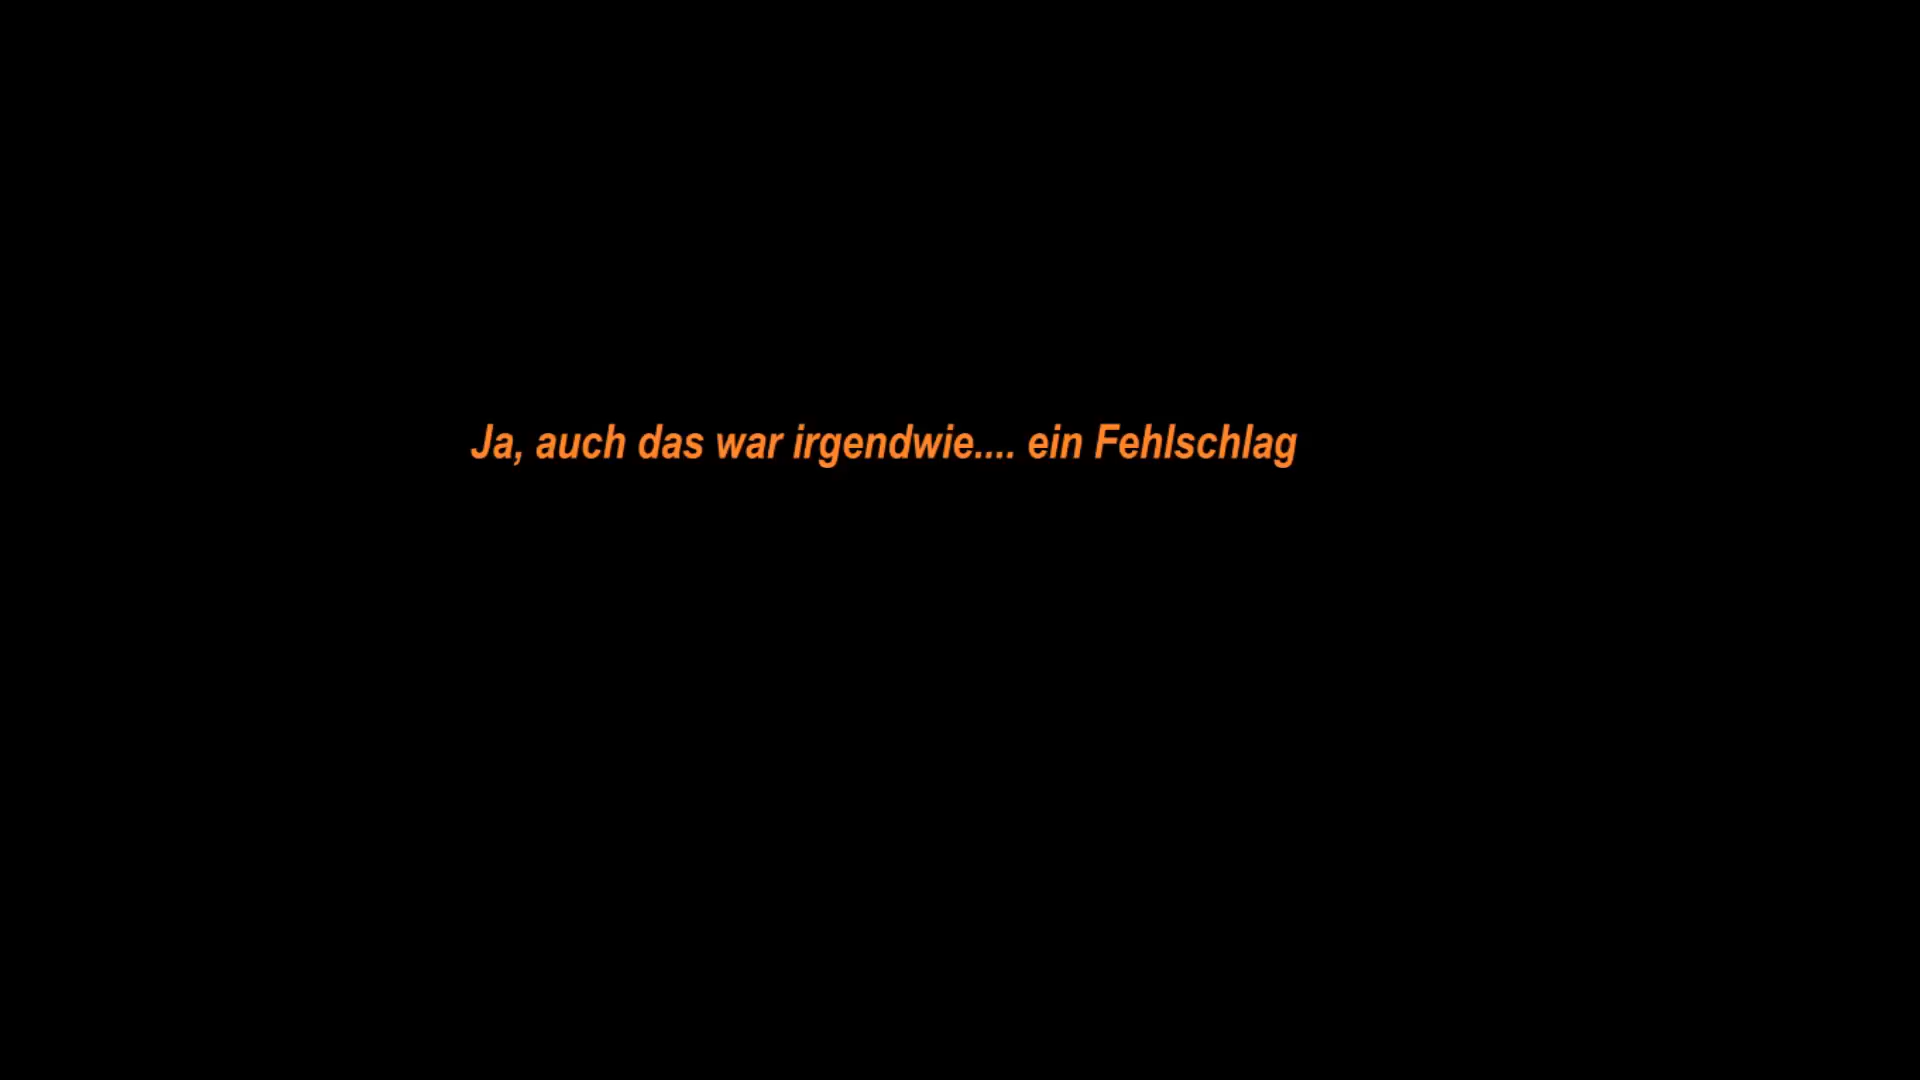 Ja, auch das war irgendwie.... ein Fehlschlag